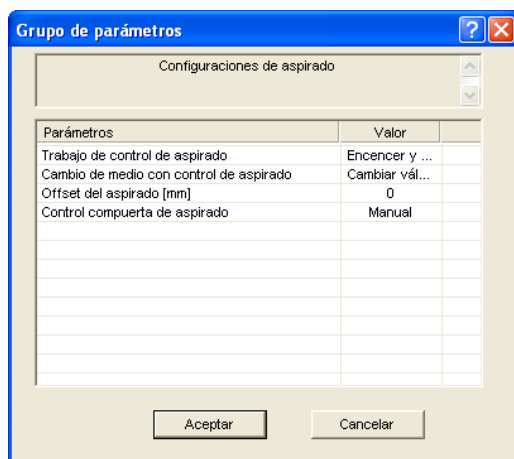 Grupo de parámetros
Configuraciones de aspirado
Parámetros Valor
Trabajo de control de aspirado Encencer y ...
Cambio de medio con control de aspirado Cambiar vál...
Offset del aspirado [mm] 0
Control compuerta de aspirado Manual
Aceptar Cancelar